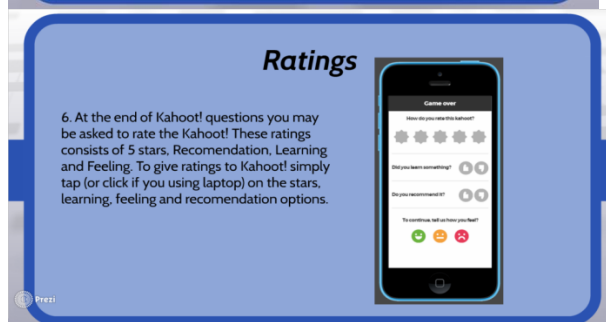 Ratings
6. At the end of Kahoot! questions you may
be asked to rate the Kahoot! These ratings
consists of 5 stars, Recomendation, Learning
and Feeling. To give ratings to Kahoot! simply
tap (or click if you using laptop) on the stars,
learning, feeling and recomendation options.
Game over
How do you rate this kahoot?
Did you learn something?
Do you recommend it?
To continue, tell us how you feel?
Prezi